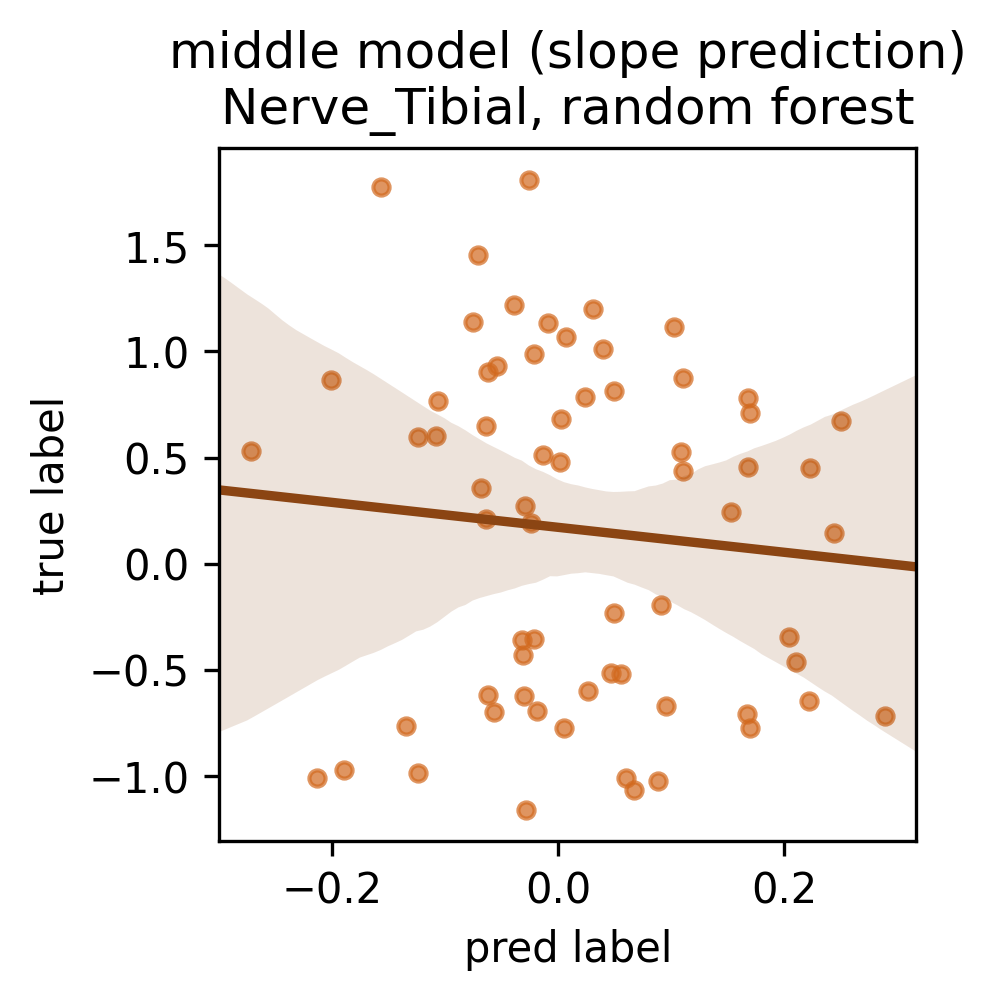 middle model (slope prediction)
Nerve_Tibial, random forest
1.5
1.0
0.5
0.0
−0.5
−1.0
true label
−0.2
0.0
0.2
pred label